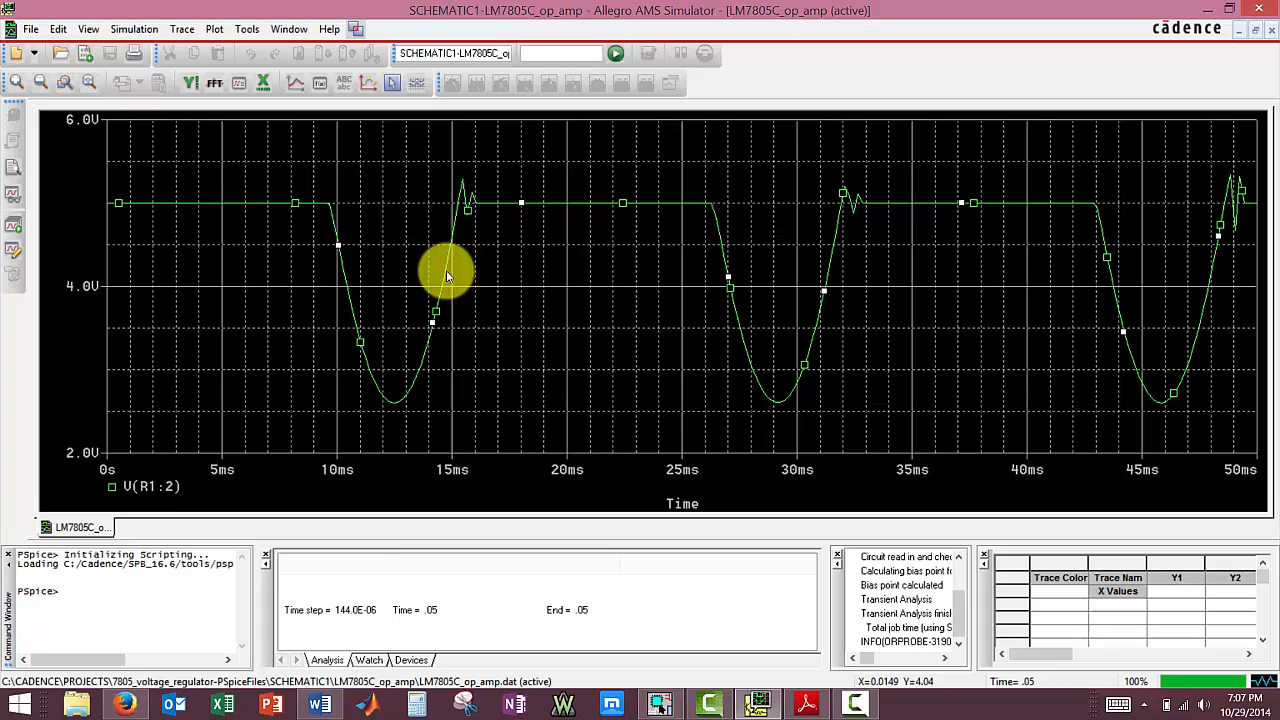 SCHEMATIC1-LM7805C_op_amp - Allegro AMS Simulator - [LM7805C_op_amp (active)]
File Edit View Simulation Trace Plot Tools Window Help
cādence
SCHEMATIC1-LM7805C_o
FFT
ABC
abc
6.0V
4.0V
2.0V
0s 5ms 10ms 15ms 20ms 25ms 30ms 35ms 40ms 45ms 50ms
V(R1:2)
Time
LM7805C_o...
Command Window
PSpice> Initializing Scripting...
Loading C:/Cadence/SPB_16.6/tools/psp
PSpice>
Time step = 144.0E-06 Time = .05 End = .05
Analysis Watch Devices
Circuit read in and chec
Calculating bias point fo
Bias point calculated
Transient Analysis
Transient Analysis finish
Total job time (using S
INFO(ORPROBE-3190
Trace Color Trace Nam Y1 Y2
X Values
C:\CADENCE\PROJECTS\7805_voltage_regulator-PSpiceFiles\SCHEMATIC1\LM7805C_op_amp\LM7805C_op_amp.dat (active) X=0.0149 Y=4.04 Time= .05 100%
7:07 PM
10/29/2014